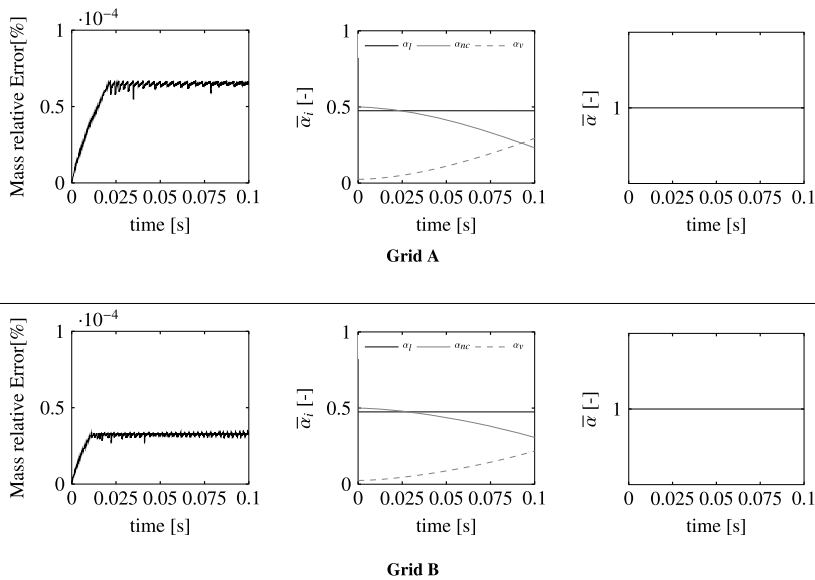 ·10⁻⁴
Mass relative Error[%]
1
0.5
0
0 0.025 0.05 0.075 0.1
time [s]
α̅ᵢ [-]
1
0.5
0
α_l α_nc α_v
0 0.025 0.05 0.075 0.1
time [s]
α̅ [-]
1
0 0.025 0.05 0.075 0.1
time [s]
Grid A
·10⁻⁴
Mass relative Error[%]
1
0.5
0
0 0.025 0.05 0.075 0.1
time [s]
α̅ᵢ [-]
1
0.5
0
α_l α_nc α_v
0 0.025 0.05 0.075 0.1
time [s]
α̅ [-]
1
0 0.025 0.05 0.075 0.1
time [s]
Grid B